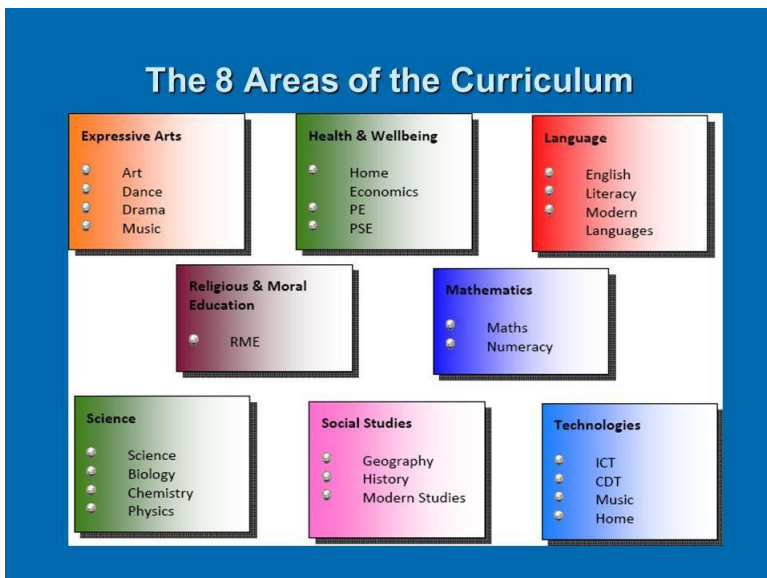 The 8 Areas of the Curriculum
Expressive Arts
Art
Dance
Drama
Music
Health & Wellbeing
Home
Economics
PE
PSE
Language
English
Literacy
Modern
Languages
Religious & Moral
Education
RME
Mathematics
Maths
Numeracy
Science
Science
Biology
Chemistry
Physics
Social Studies
Geography
History
Modern Studies
Technologies
ICT
CDT
Music
Home